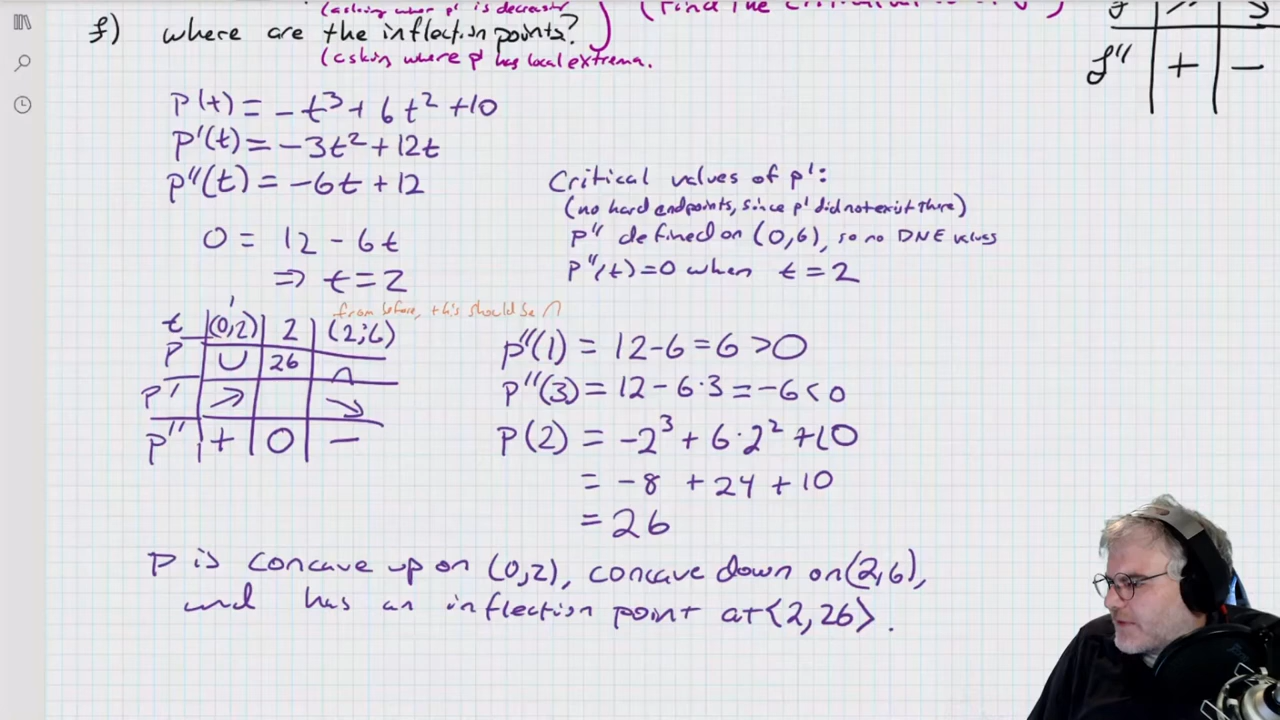 (asking when p' is decreasing
f) where are the inflection points?
(asking where p' has local extrema.
f''
+
-
P(t) = -t³ + 6t² + 10
P'(t) = -3t² + 12t
P''(t) = -6t + 12
0 = 12 - 6t
⇒ t = 2
Critical values of p':
(no hard endpoints, since p' did not exist there)
P'' defined on (0,6), so no DNE values
P''(t) = 0 when t = 2
from before, this should be ∩
t (0,2) 2 (2,6)
P ∪ 26 ∩
P' ↗ ↘
P'' + 0 -
P''(1) = 12-6 = 6 > 0
P''(3) = 12 - 6·3 = -6 < 0
P(2) = -2³ + 6·2² + 10
= -8 + 24 + 10
= 26
P is concave up on (0,2), concave down on (2,6),
and has an inflection point at ⟨2,26⟩.